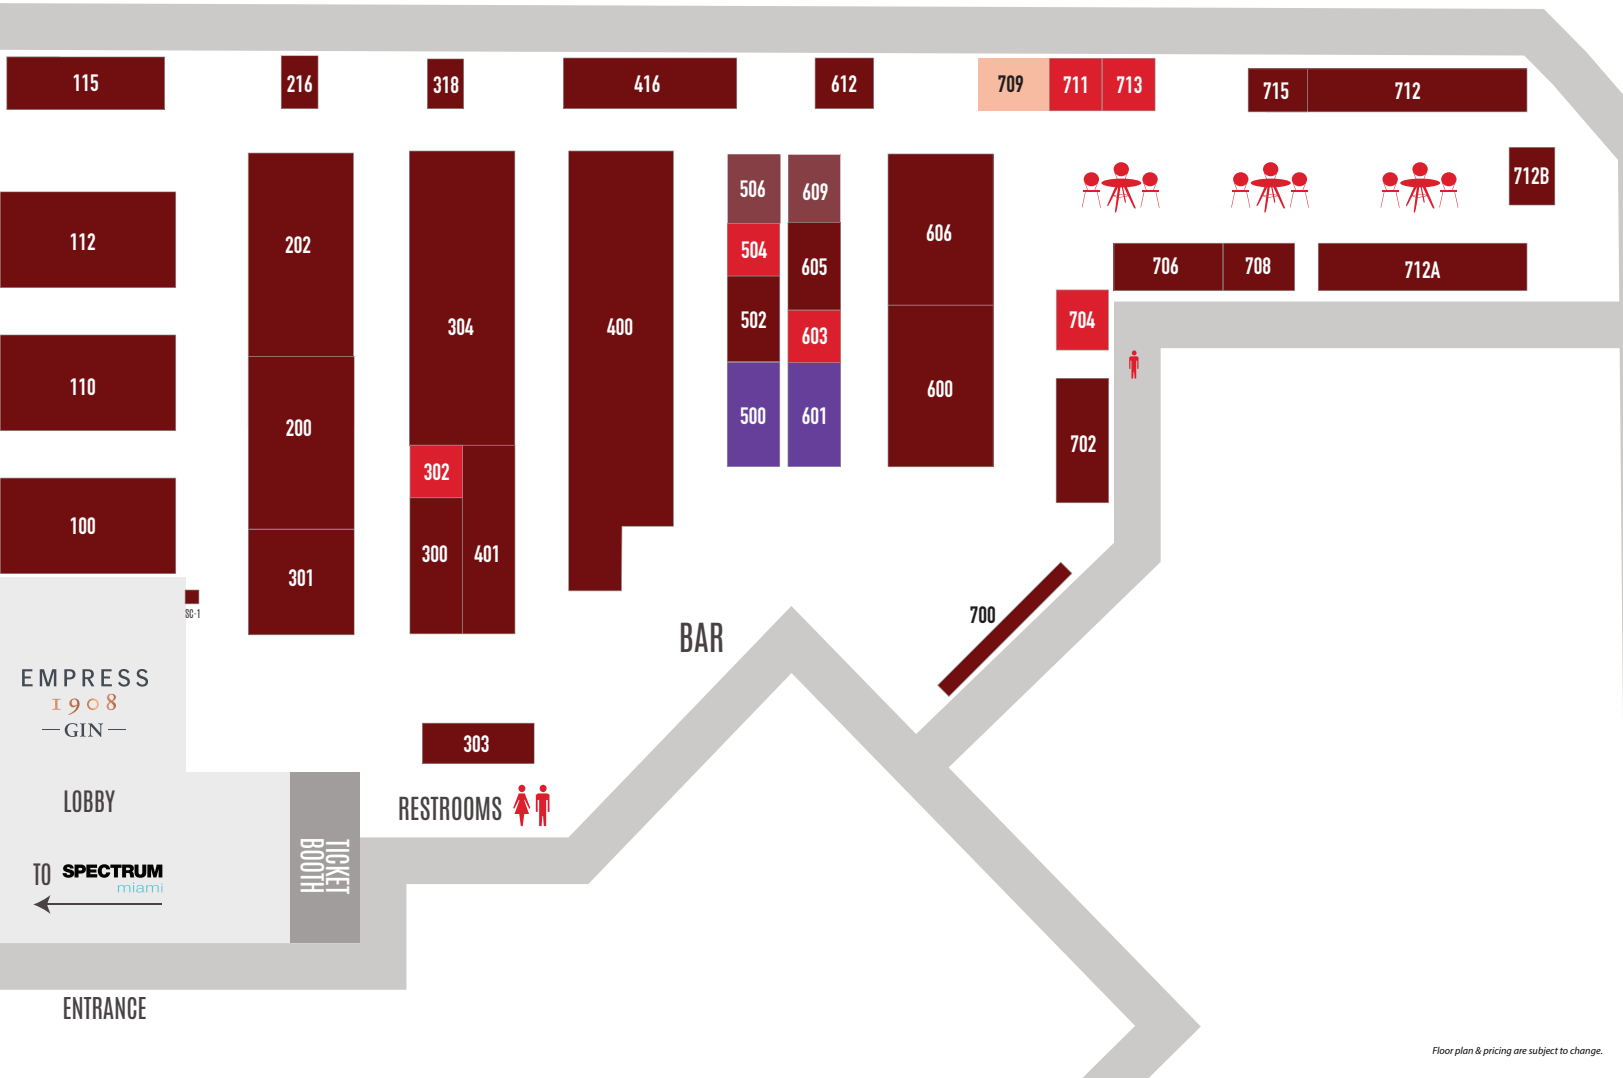 115
216
318
416
612
709
711
713
715
712
712B
112
202
304
400
506
609
504
605
502
603
500
601
606
600
706
708
712A
704
702
110
200
302
300
401
100
301
SC-1
700
BAR
EMPRESS
1908
GIN
303
LOBBY
RESTROOMS
TICKET
BOOTH
TO SPECTRUM
miami
ENTRANCE
Floor plan & pricing are subject to change.